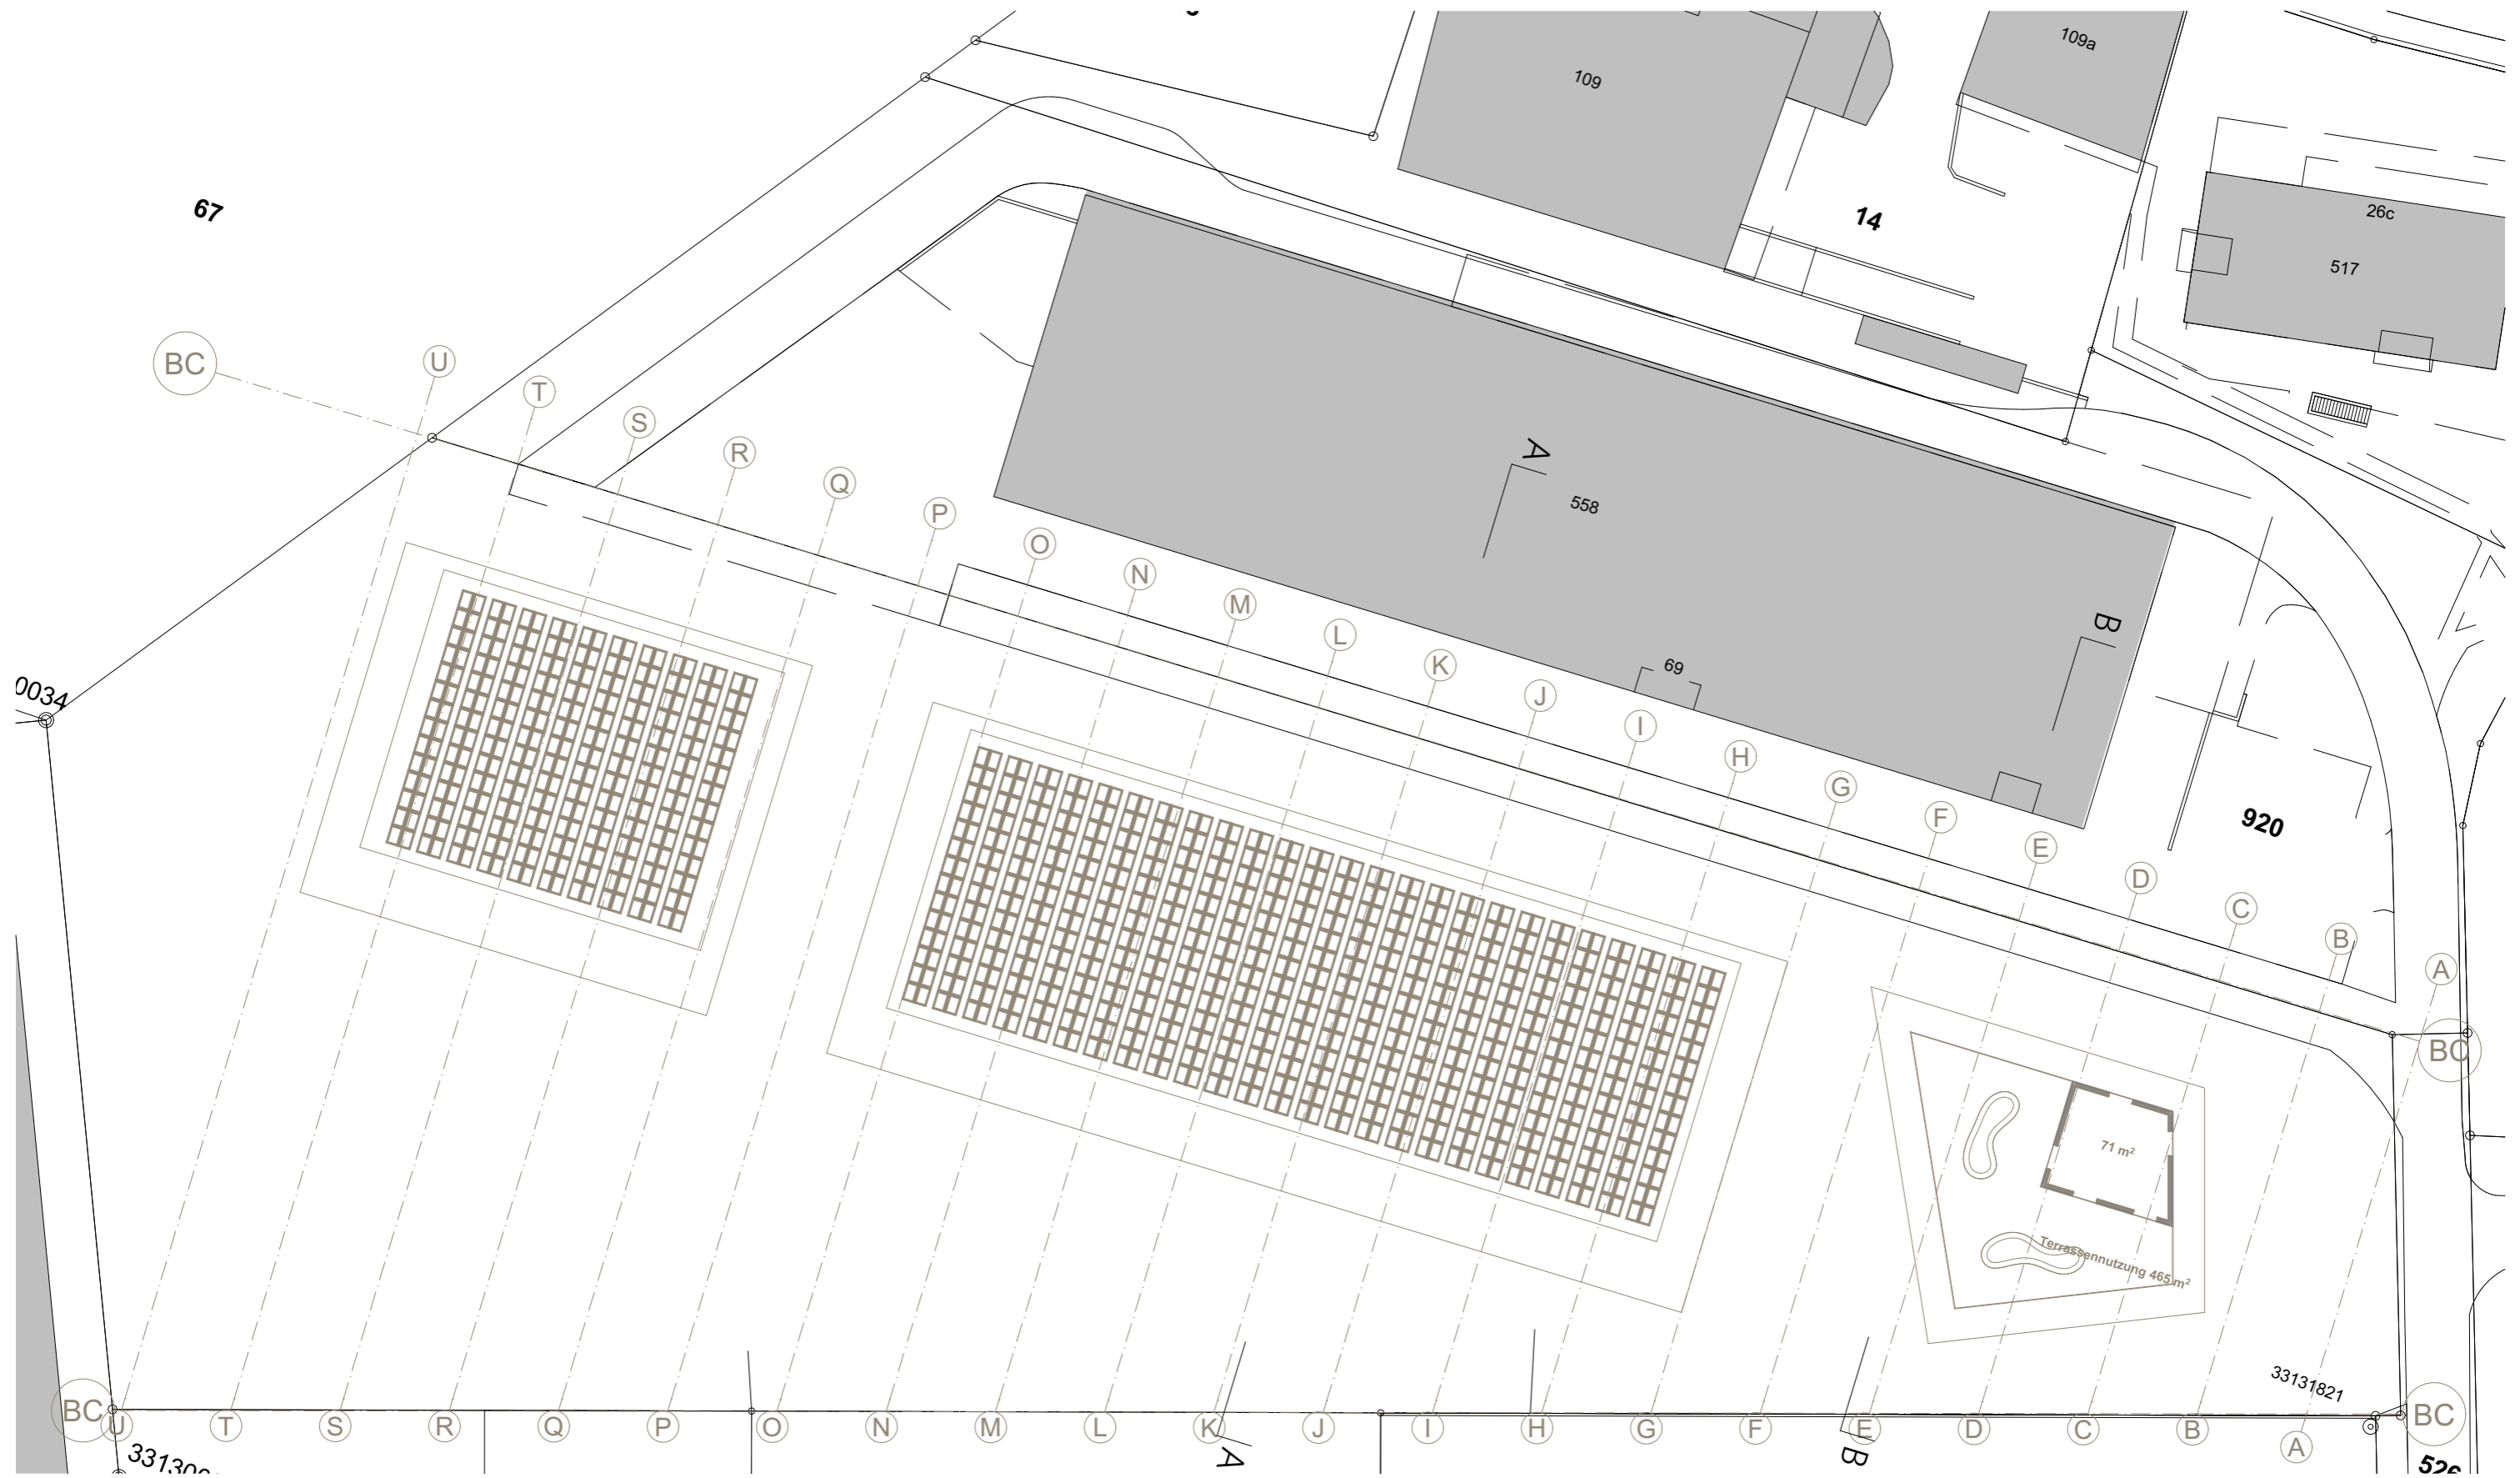 109
109a
67
14
26c
517
BC
U
T
S
R
Q
P
O
N
M
L
K
J
I
H
G
F
E
D
C
B
A
A
558
B
69
0034
920
BC
71 m²
Terrassennutzung 465 m²
33131821
BC
U
T
S
R
Q
P
O
N
M
L
K
J
I
H
G
F
E
D
C
B
A
BC
A
B
526